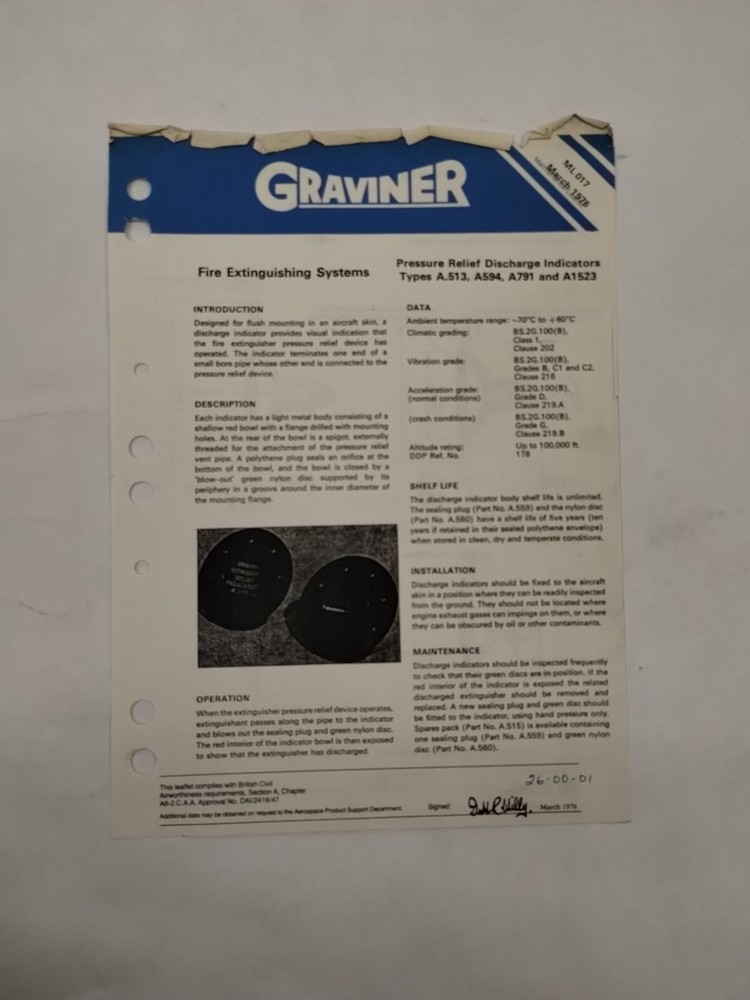 GRAVINER
ML 017
March 1976
Fire Extinguishing Systems
Pressure Relief Discharge Indicators
Types A.513, A594, A791 and A1523
INTRODUCTION
Designed for flush mounting in an aircraft skin, a
discharge indicator provides visual indication that
the fire extinguisher pressure relief device has
operated. The indicator terminates one end of a
small bore pipe whose other end is connected to the
pressure relief device.
DESCRIPTION
Each indicator has a light metal body consisting of a
shallow red bowl with a flange drilled with mounting
holes. At the rear of the bowl is a spigot, externally
threaded for the attachment of the pressure relief
vent pipe. A polythene plug seals an orifice at the
bottom of the bowl, and the bowl is closed by a
'blow-out' green nylon disc supported by its
periphery in a groove around the inner diameter of
the mounting flange.
OPERATION
When the extinguisher pressure relief device operates,
extinguishant passes along the pipe to the indicator
and blows out the sealing plug and green nylon disc.
The red interior of the indicator bowl is then exposed
to show that the extinguisher has discharged.
DATA
Ambient temperature range: -70°C to +80°C
Climatic grading: BS.2G.100(B),
Class 1,
Clause 202
Vibration grade: BS.2G.100(B),
Grades B, C1 and C2,
Clause 216
Acceleration grade: BS.2G.100(B),
(normal conditions) Grade D,
Clause 219.A
(crash conditions) BS.2G.100(B),
Grade G,
Clause 219.B
Altitude rating: Up to 100,000 ft.
DDP Ref. No. 178
SHELF LIFE
The discharge indicator body shelf life is unlimited.
The sealing plug (Part No. A.559) and the nylon disc
(Part No. A.560) have a shelf life of five years (ten
years if retained in their sealed polythene envelope)
when stored in clean, dry and temperate conditions.
INSTALLATION
Discharge indicators should be fixed to the aircraft
skin in a position where they can be readily inspected
from the ground. They should not be located where
engine exhaust gases can impinge on them, or where
they can be obscured by oil or other contaminants.
MAINTENANCE
Discharge indicators should be inspected frequently
to check that their green discs are in position. If the
red interior of the indicator is exposed the related
discharged extinguisher should be removed and
replaced. A new sealing plug and green disc should
be fitted to the indicator, using hand pressure only.
Spares pack (Part No. A.515) is available containing
one sealing plug (Part No. A.559) and green nylon
disc (Part No. A.560).
26-00-01
This leaflet complies with British Civil
Airworthiness requirements, Section A, Chapter
A6-2 C.A.A. Approval No. DAI/2418/47
Additional data may be obtained on request to the Aerospace Product Support Department.
Signed: March 1976